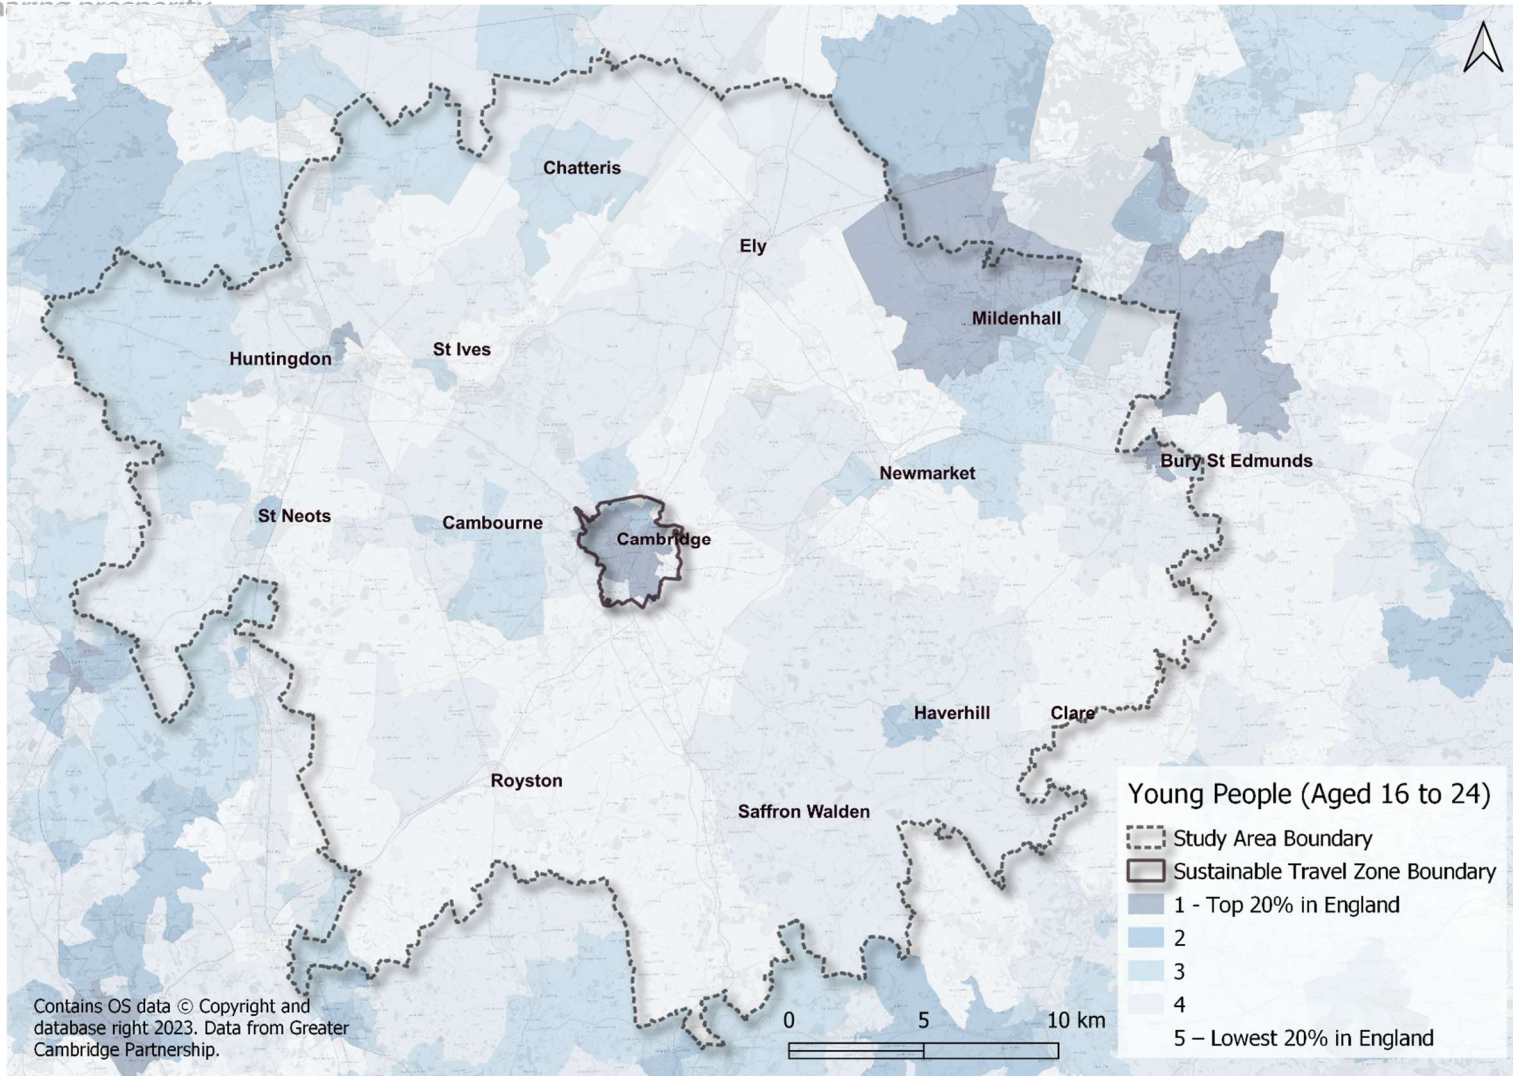 Chatteris
Ely
Mildenhall
Huntingdon
St Ives
Newmarket
Bury St Edmunds
St Neots
Cambourne
Cambridge
Haverhill
Clare
Royston
Saffron Walden
Young People (Aged 16 to 24)
Study Area Boundary
Sustainable Travel Zone Boundary
1 - Top 20% in England
2
3
4
5 – Lowest 20% in England
0 5 10 km
Contains OS data © Copyright and
database right 2023. Data from Greater
Cambridge Partnership.